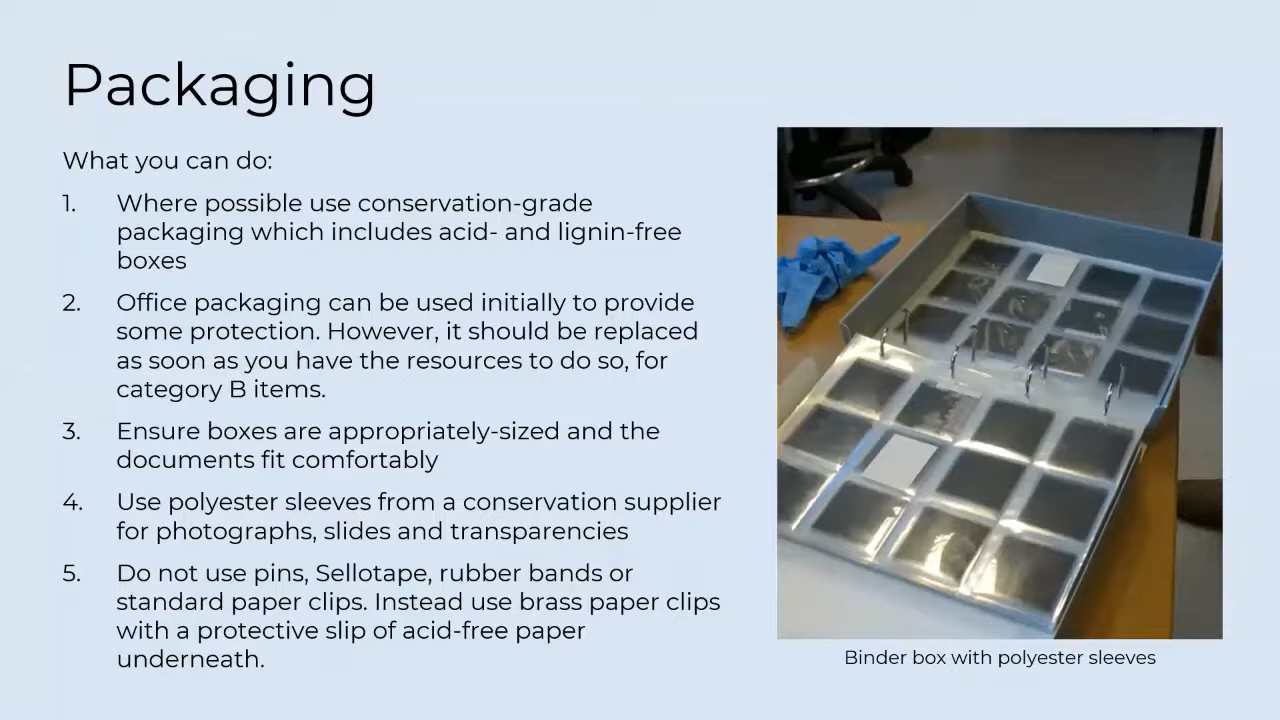 Packaging
What you can do:
1. Where possible use conservation-grade
packaging which includes acid- and lignin-free
boxes
2. Office packaging can be used initially to provide
some protection. However, it should be replaced
as soon as you have the resources to do so, for
category B items.
3. Ensure boxes are appropriately-sized and the
documents fit comfortably
4. Use polyester sleeves from a conservation supplier
for photographs, slides and transparencies
5. Do not use pins, Sellotape, rubber bands or
standard paper clips. Instead use brass paper clips
with a protective slip of acid-free paper
underneath.
Binder box with polyester sleeves